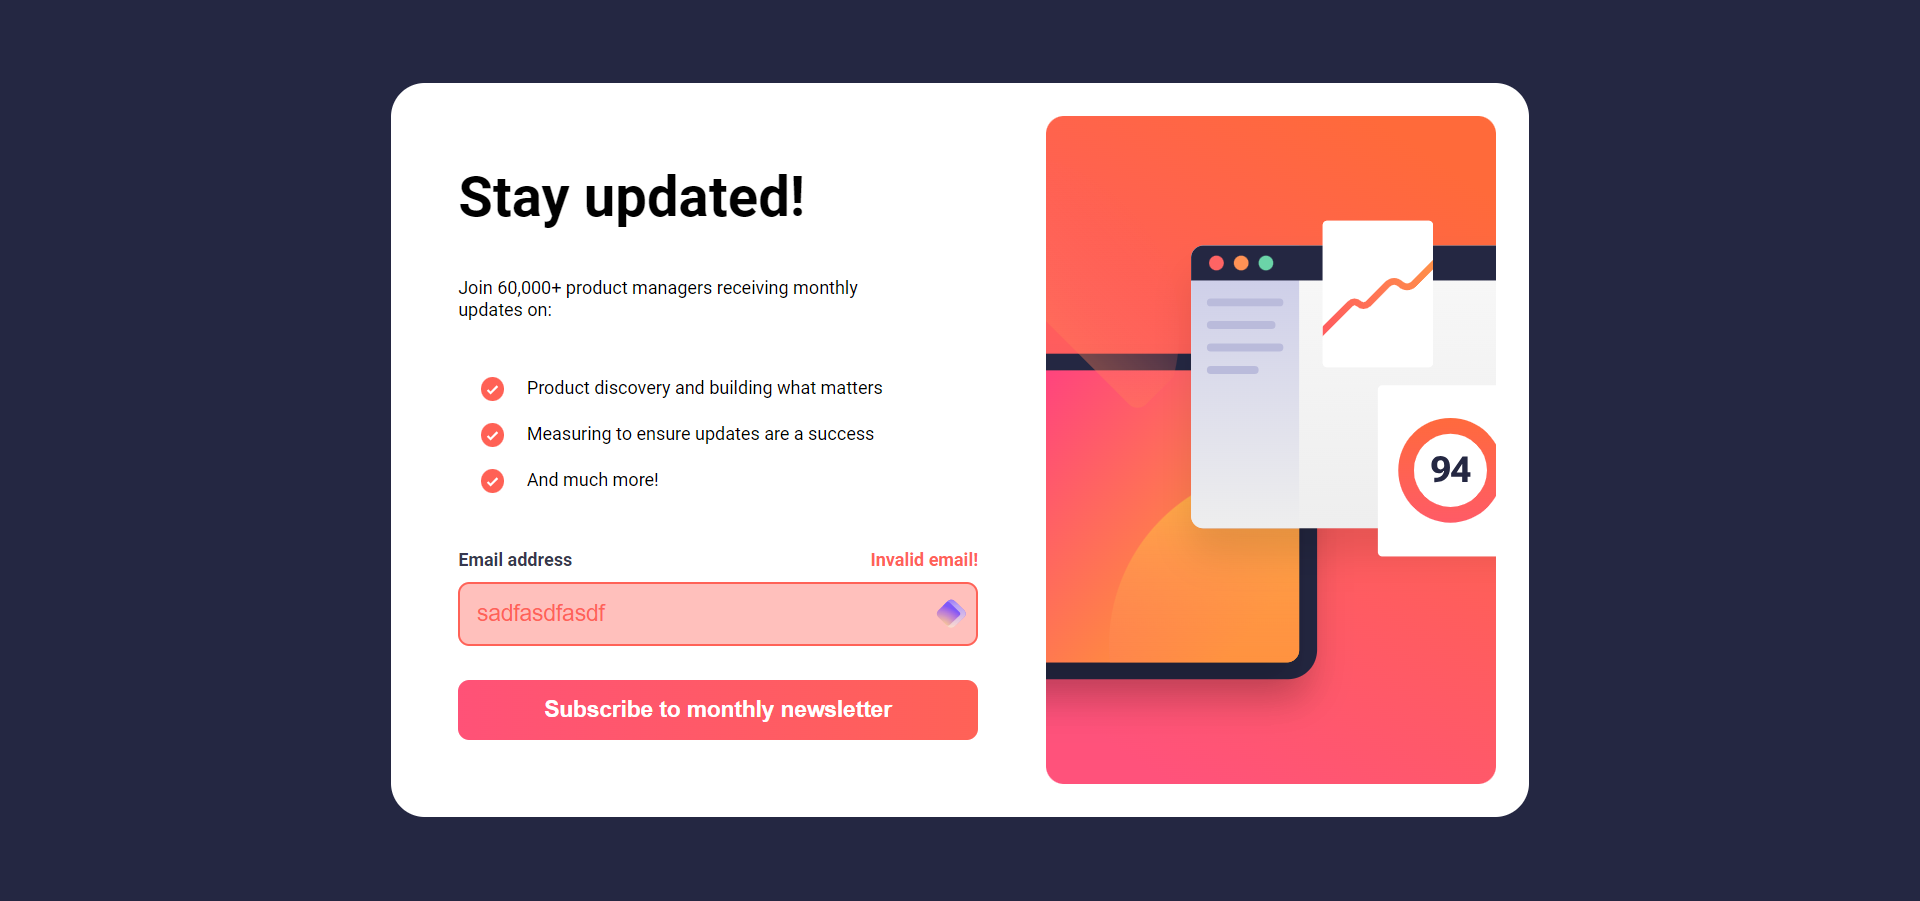 Stay updated!
Join 60,000+ product managers receiving monthly
updates on:
Product discovery and building what matters
Measuring to ensure updates are a success
And much more!
Email address
Invalid email!
sadfasdfasdf
Subscribe to monthly newsletter
94